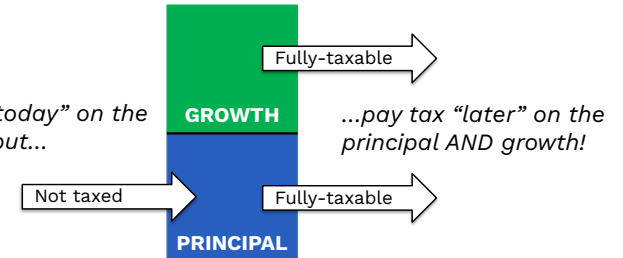 Fully-taxable
today” on the
out...
GROWTH
...pay tax “later” on the
principal AND growth!
Not taxed
Fully-taxable
PRINCIPAL